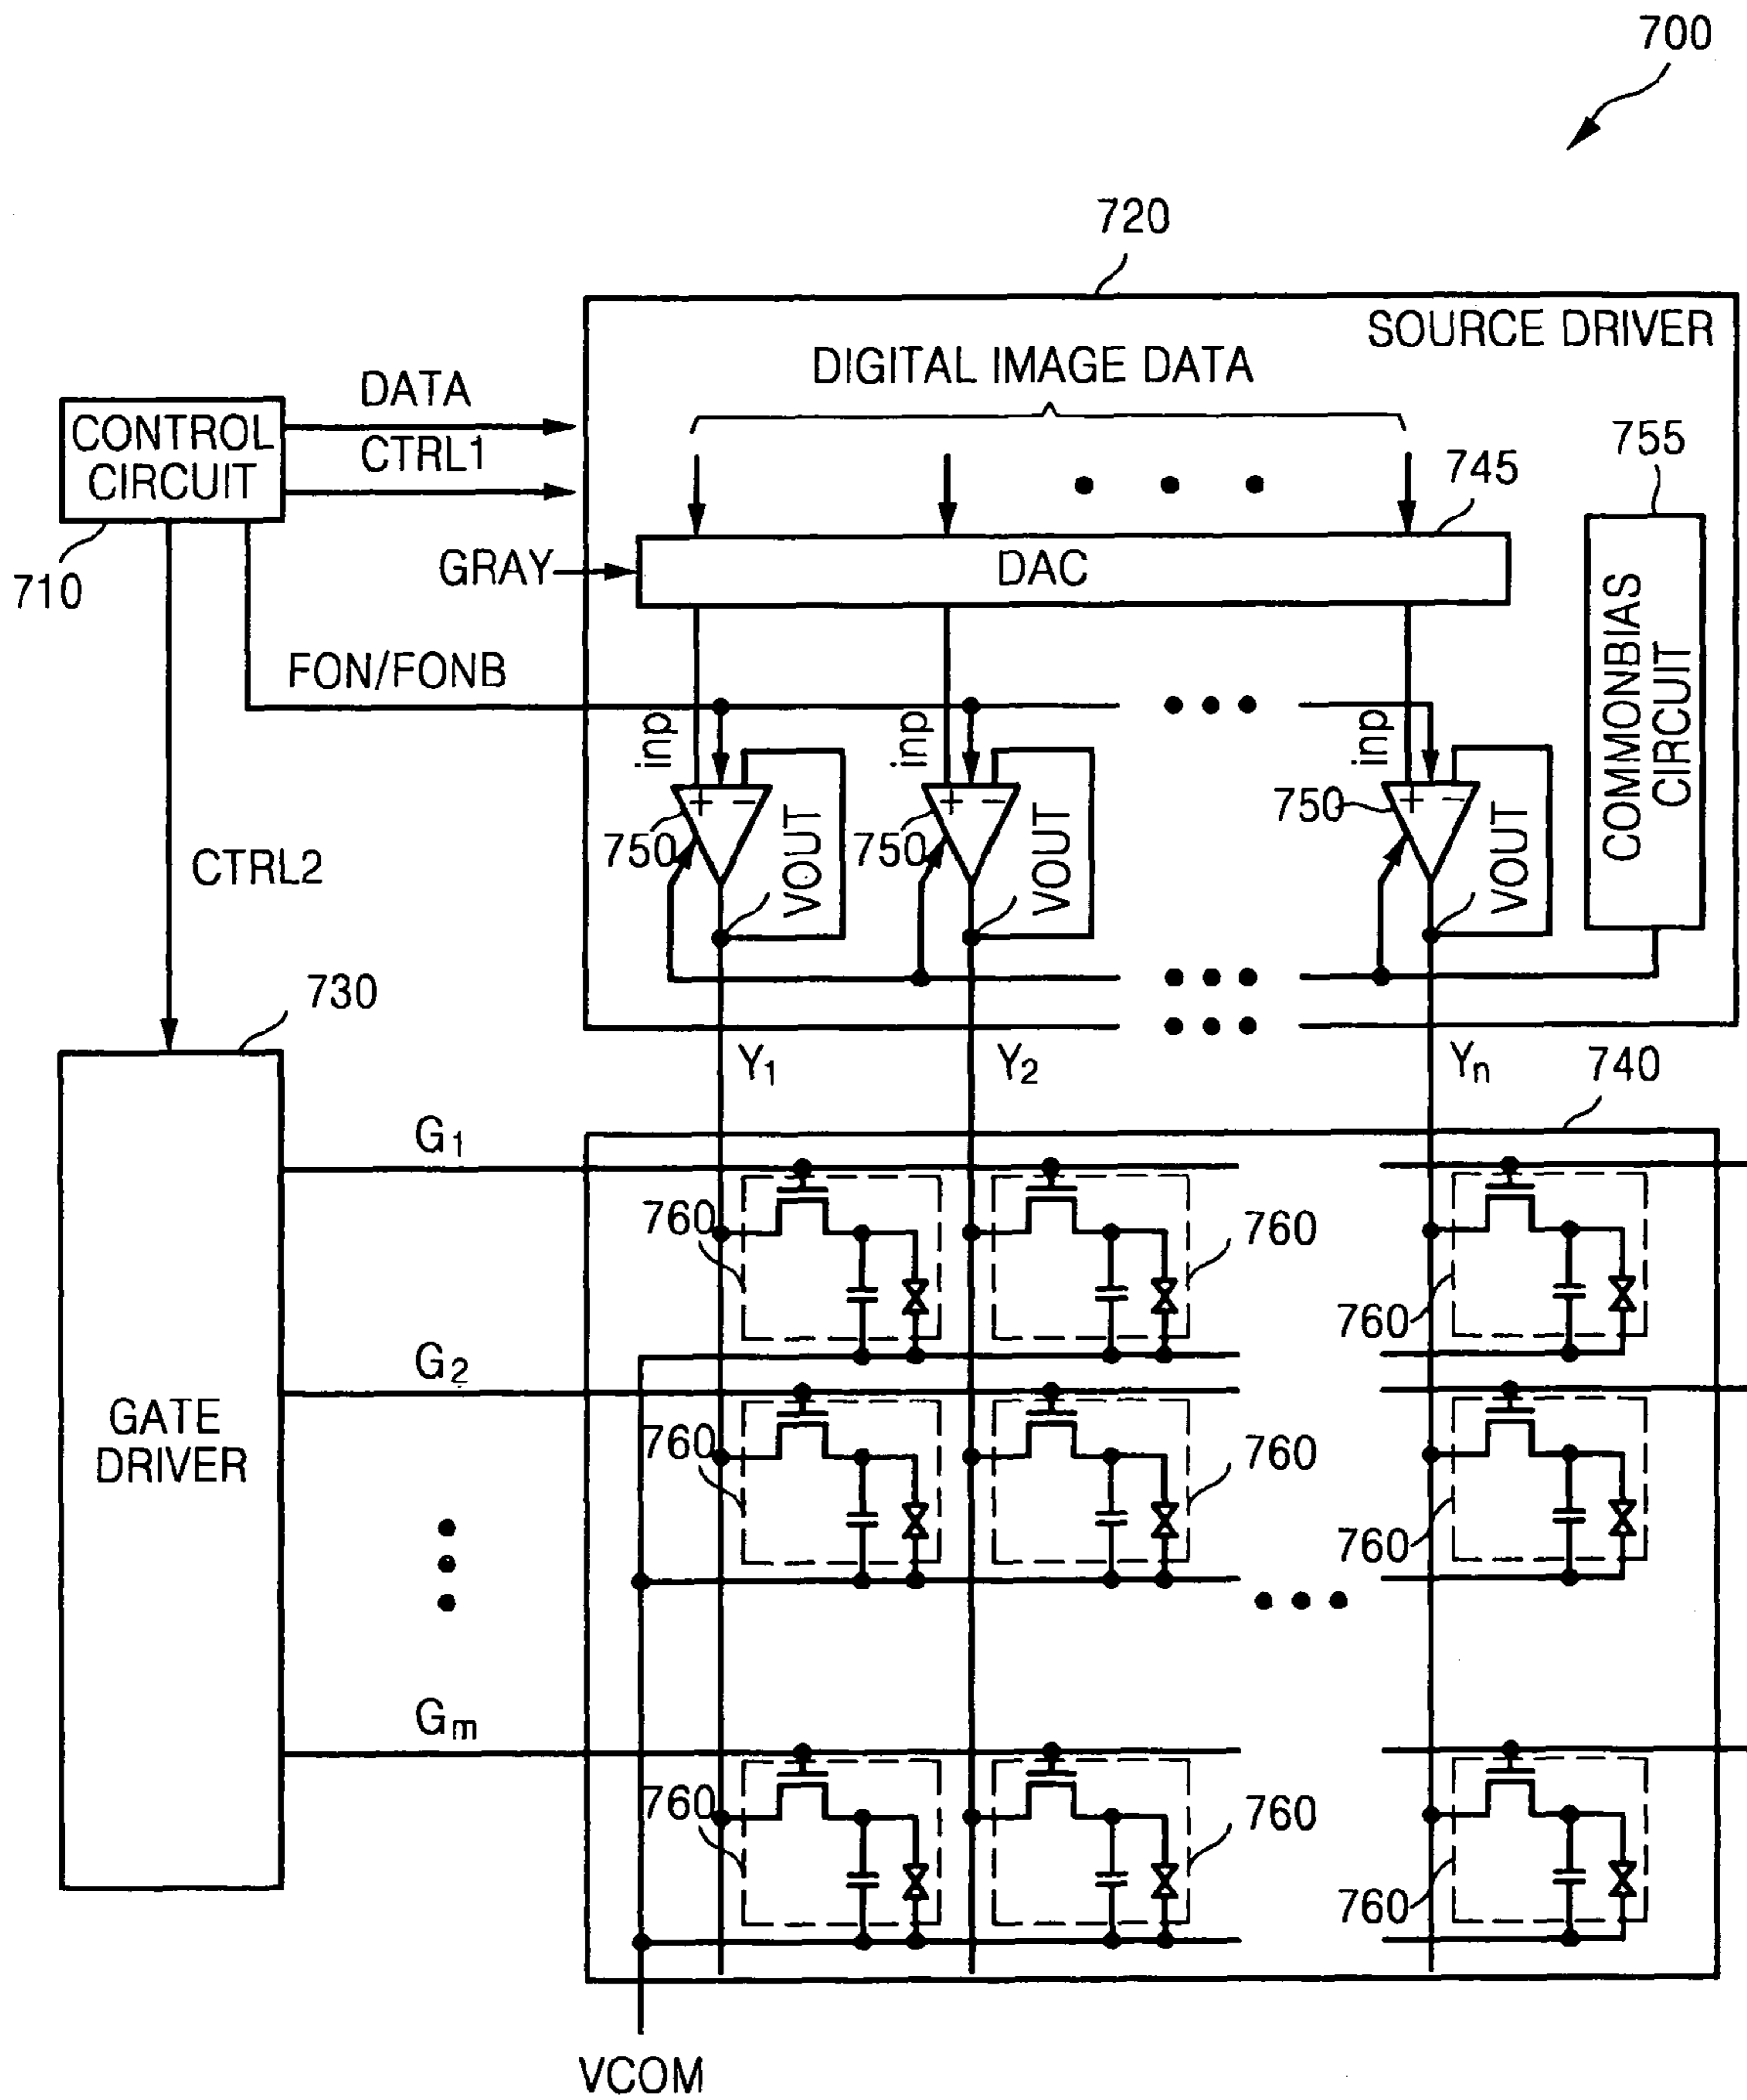 700
720
SOURCE DRIVER
DIGITAL IMAGE DATA
DATA
CONTROL
CIRCUIT
CTRL1
755
745
710
GRAY
DAC
COMMONBIAS
CIRCUIT
FON/FONB
inp
inp
inp
+ −
+ −
+ −
750
750
750
VOUT
VOUT
VOUT
CTRL2
730
Y1
Y2
Yn
740
G1
760
760
760
G2
GATE
DRIVER
760
760
760
Gm
760
760
760
VCOM